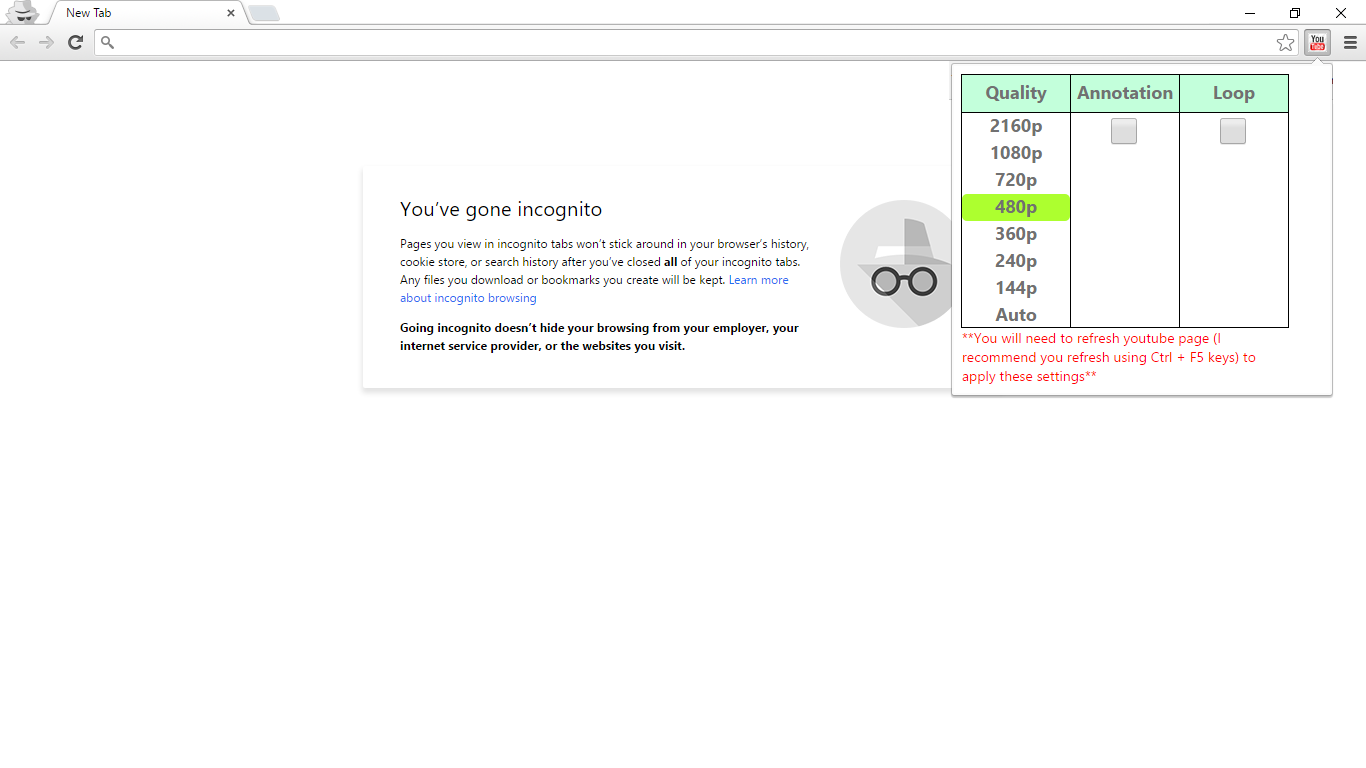 New Tab
You Tube
Quality Annotation Loop
2160p
1080p
720p
480p
360p
240p
144p
Auto
**You will need to refresh youtube page (I
recommend you refresh using Ctrl + F5 keys) to
apply these settings**
You've gone incognito
Pages you view in incognito tabs won't stick around in your browser's history,
cookie store, or search history after you've closed all of your incognito tabs.
Any files you download or bookmarks you create will be kept. Learn more
about incognito browsing
Going incognito doesn't hide your browsing from your employer, your
internet service provider, or the websites you visit.